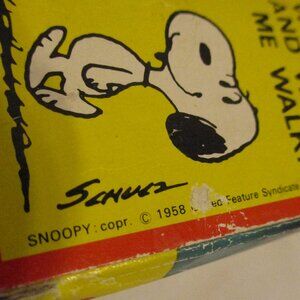 AND
ME WALK
SCHULZ
SNOOPY: copr. © 1958 Feature Syndicate